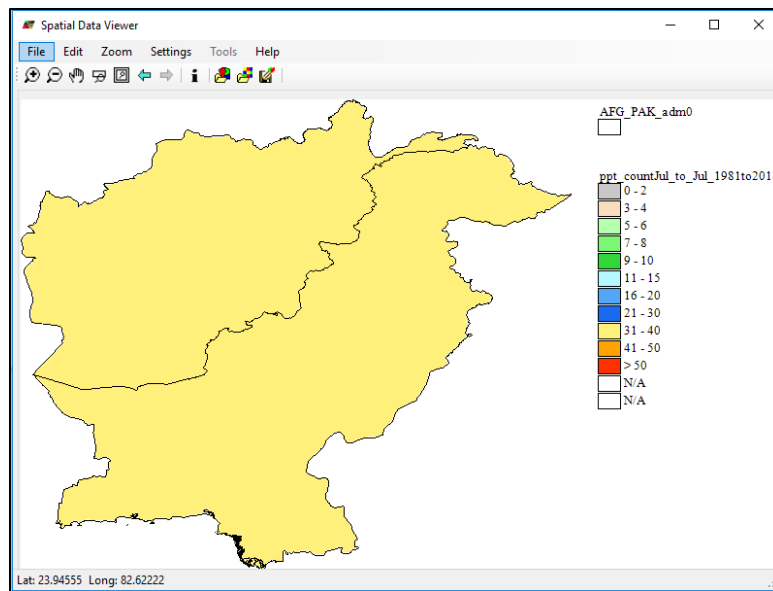 Spatial Data Viewer
File Edit Zoom Settings Tools Help
AFG_PAK_adm0
ppt_countJul_to_Jul_1981to201
0 - 2
3 - 4
5 - 6
7 - 8
9 - 10
11 - 15
16 - 20
21 - 30
31 - 40
41 - 50
> 50
N/A
N/A
Lat: 23.94555 Long: 82.62222